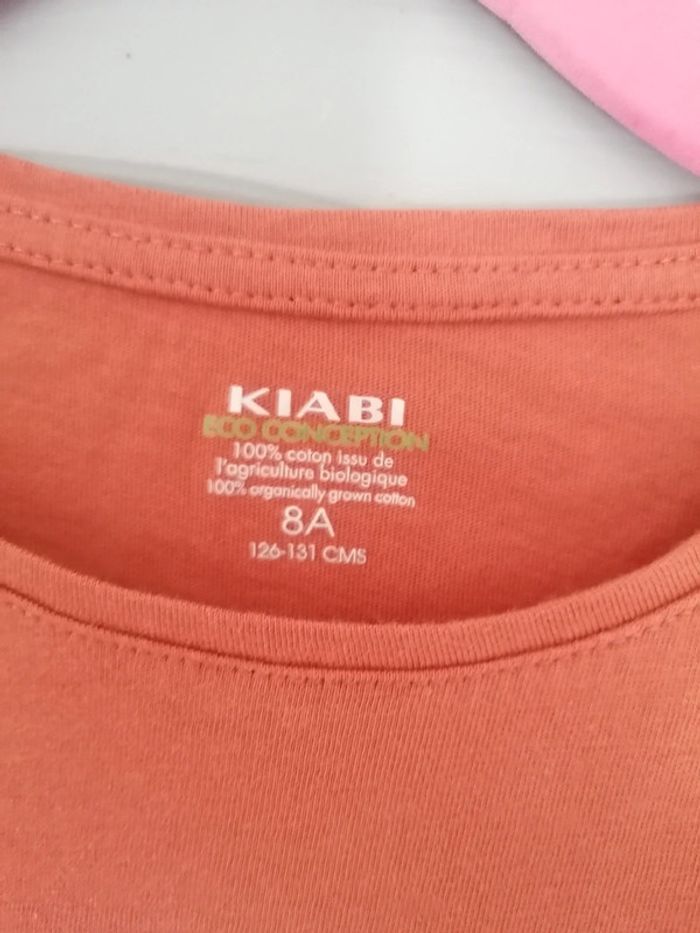 KIABI
ECO CONCEPTION
100% coton issu de
l'agriculture biologique
100% organically grown cotton
8A
126-131 CMS